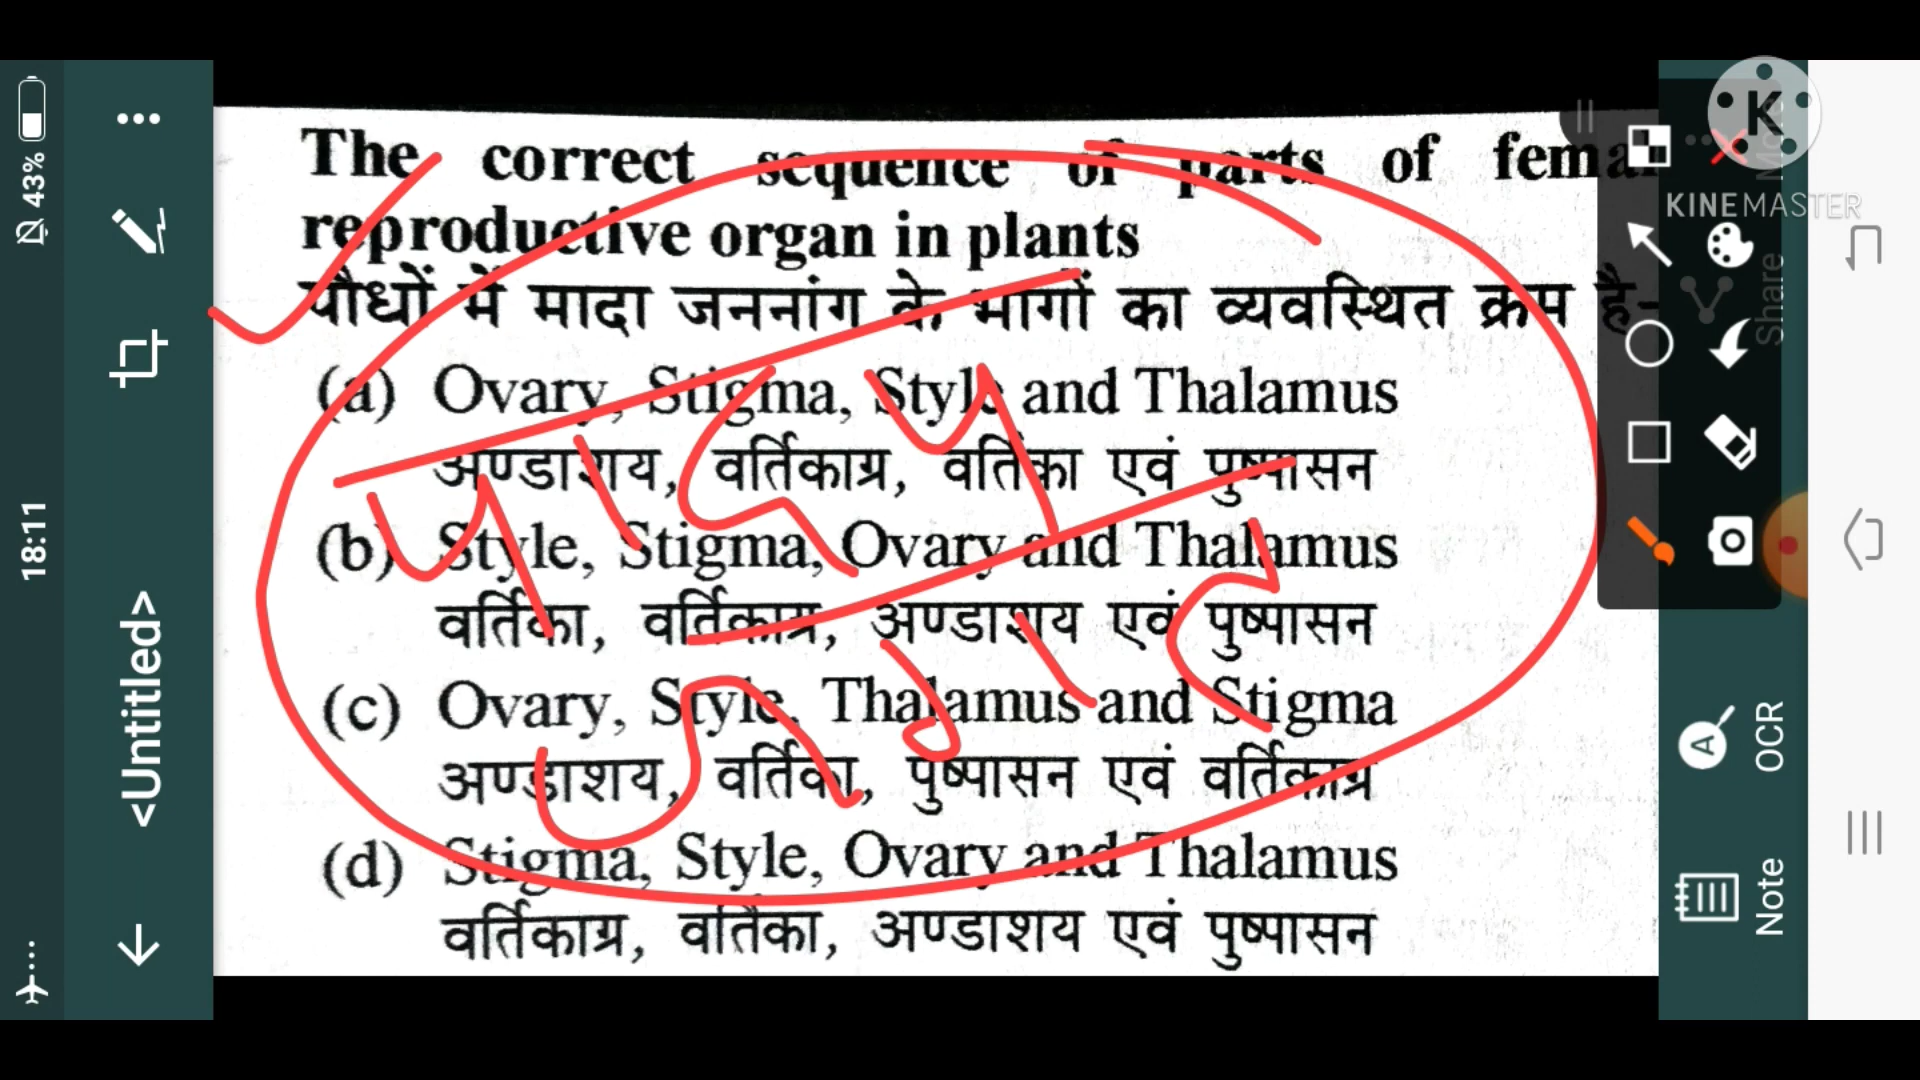 The correct sequence of parts of fema
reproductive organ in plants
पौधों में मादा जननांग के भागों का व्यवस्थित क्रम है-
(a) Ovary, Stigma, Style and Thalamus
अण्डाशय, वर्तिकाग्र, वर्तिका एवं पुष्पासन
(b) Style, Stigma, Ovary and Thalamus
वर्तिका, वर्तिकाग्र, अण्डाशय एवं पुष्पासन
(c) Ovary, Style, Thalamus and Stigma
अण्डाशय, वर्तिका, पुष्पासन एवं वर्तिकाग्र
(d) Stigma, Style, Ovary and Thalamus
वर्तिकाग्र, वर्तिका, अण्डाशय एवं पुष्पासन
पादप
43%
18:11
<Untitled>
K
KINEMASTER
More
Share
A
OCR
Note